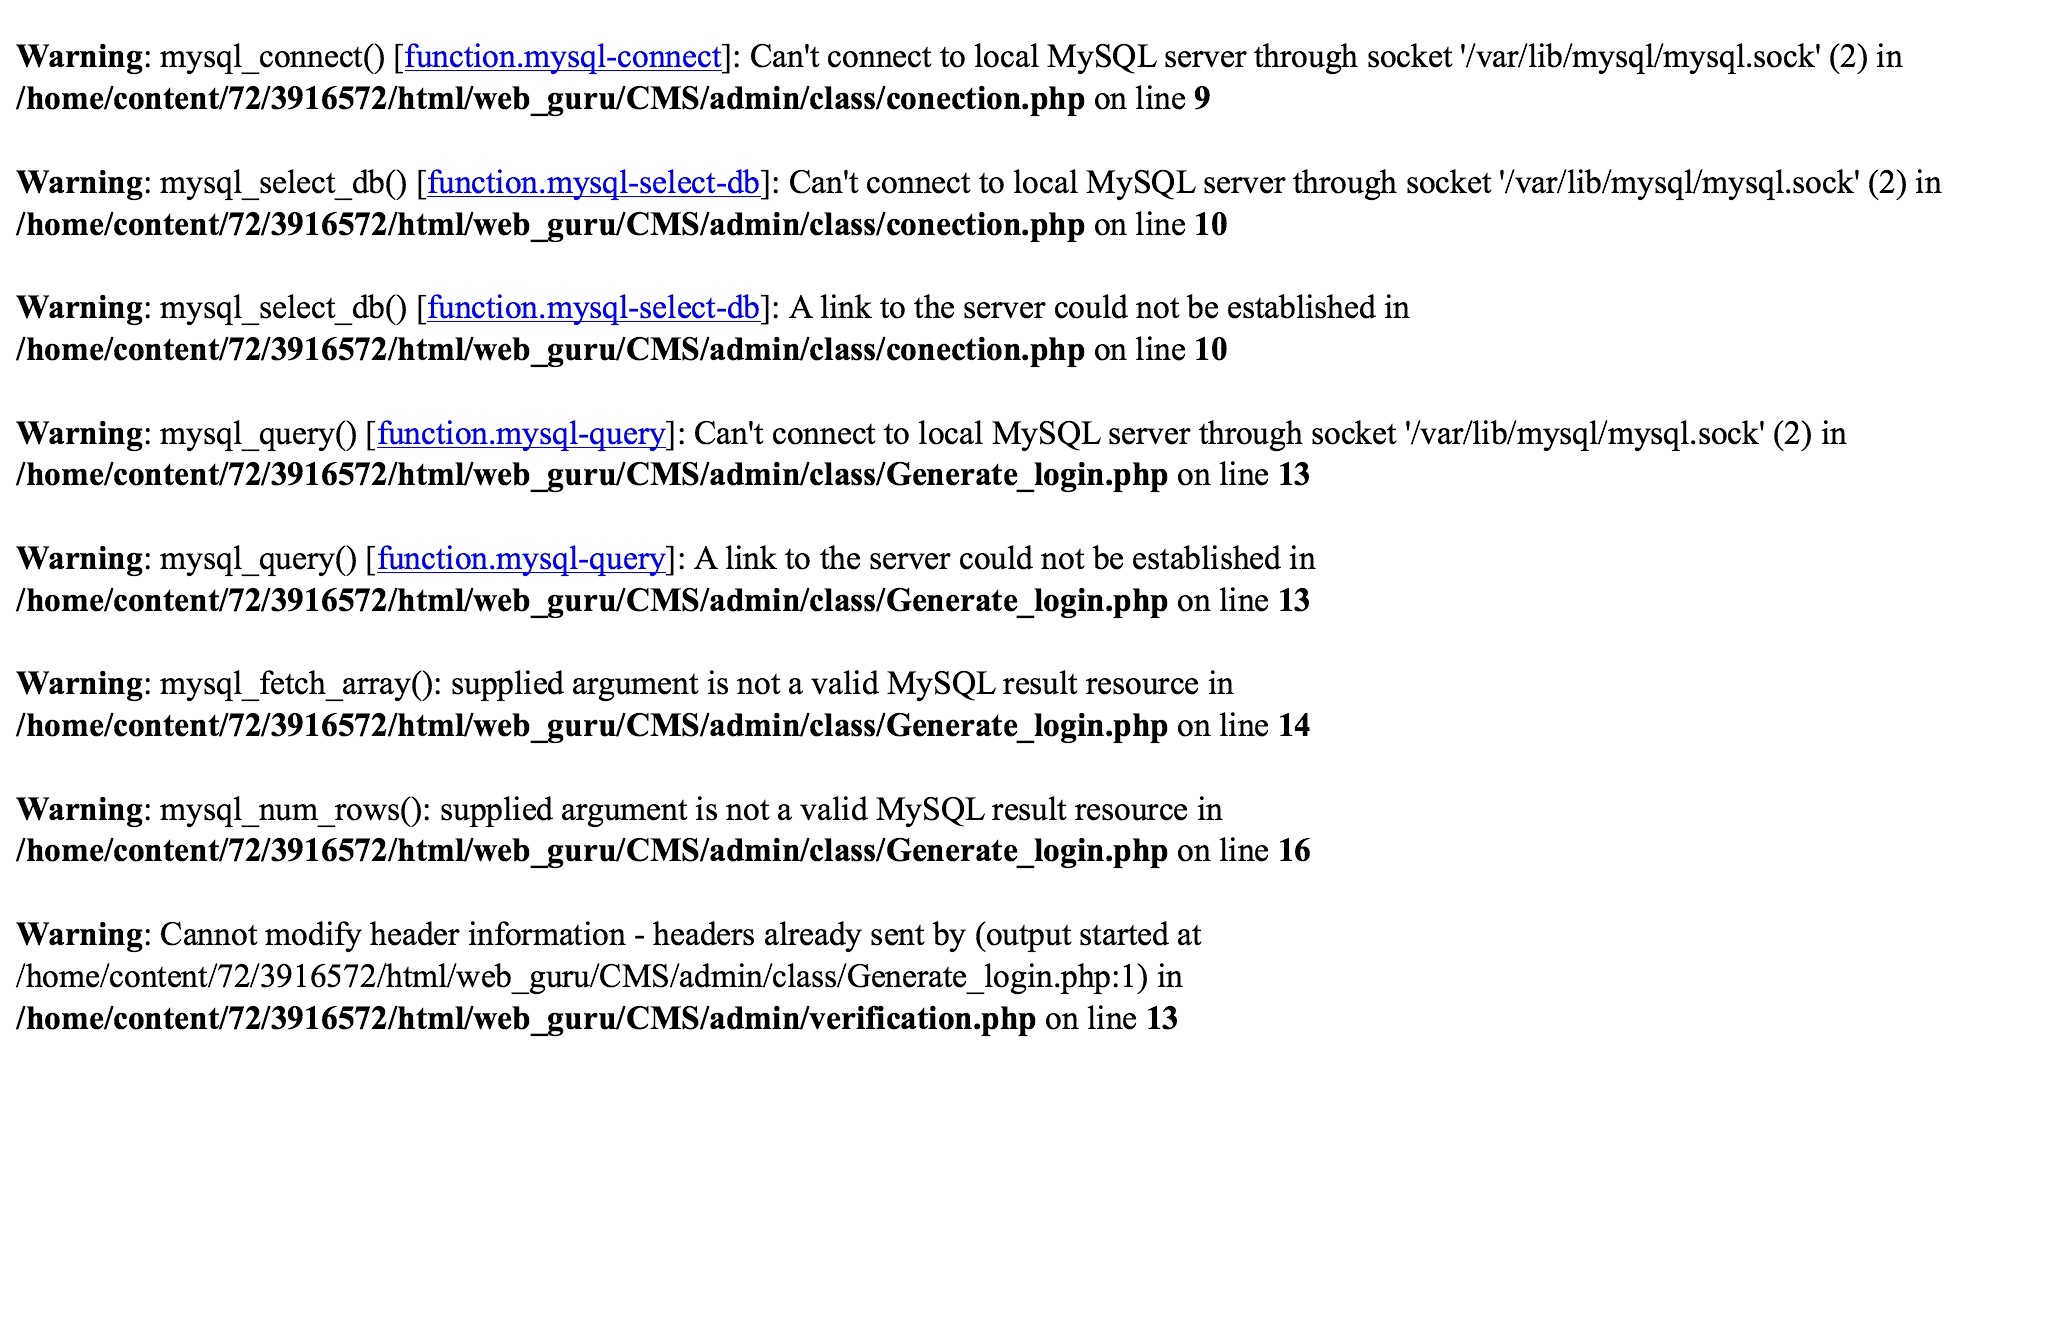 Warning: mysql_connect() [function.mysql-connect]: Can't connect to local MySQL server through socket '/var/lib/mysql/mysql.sock' (2) in
/home/content/72/3916572/html/web_guru/CMS/admin/class/conection.php on line 9
Warning: mysql_select_db() [function.mysql-select-db]: Can't connect to local MySQL server through socket '/var/lib/mysql/mysql.sock' (2) in
/home/content/72/3916572/html/web_guru/CMS/admin/class/conection.php on line 10
Warning: mysql_select_db() [function.mysql-select-db]: A link to the server could not be established in
/home/content/72/3916572/html/web_guru/CMS/admin/class/conection.php on line 10
Warning: mysql_query() [function.mysql-query]: Can't connect to local MySQL server through socket '/var/lib/mysql/mysql.sock' (2) in
/home/content/72/3916572/html/web_guru/CMS/admin/class/Generate_login.php on line 13
Warning: mysql_query() [function.mysql-query]: A link to the server could not be established in
/home/content/72/3916572/html/web_guru/CMS/admin/class/Generate_login.php on line 13
Warning: mysql_fetch_array(): supplied argument is not a valid MySQL result resource in
/home/content/72/3916572/html/web_guru/CMS/admin/class/Generate_login.php on line 14
Warning: mysql_num_rows(): supplied argument is not a valid MySQL result resource in
/home/content/72/3916572/html/web_guru/CMS/admin/class/Generate_login.php on line 16
Warning: Cannot modify header information - headers already sent by (output started at
/home/content/72/3916572/html/web_guru/CMS/admin/class/Generate_login.php:1) in
/home/content/72/3916572/html/web_guru/CMS/admin/verification.php on line 13